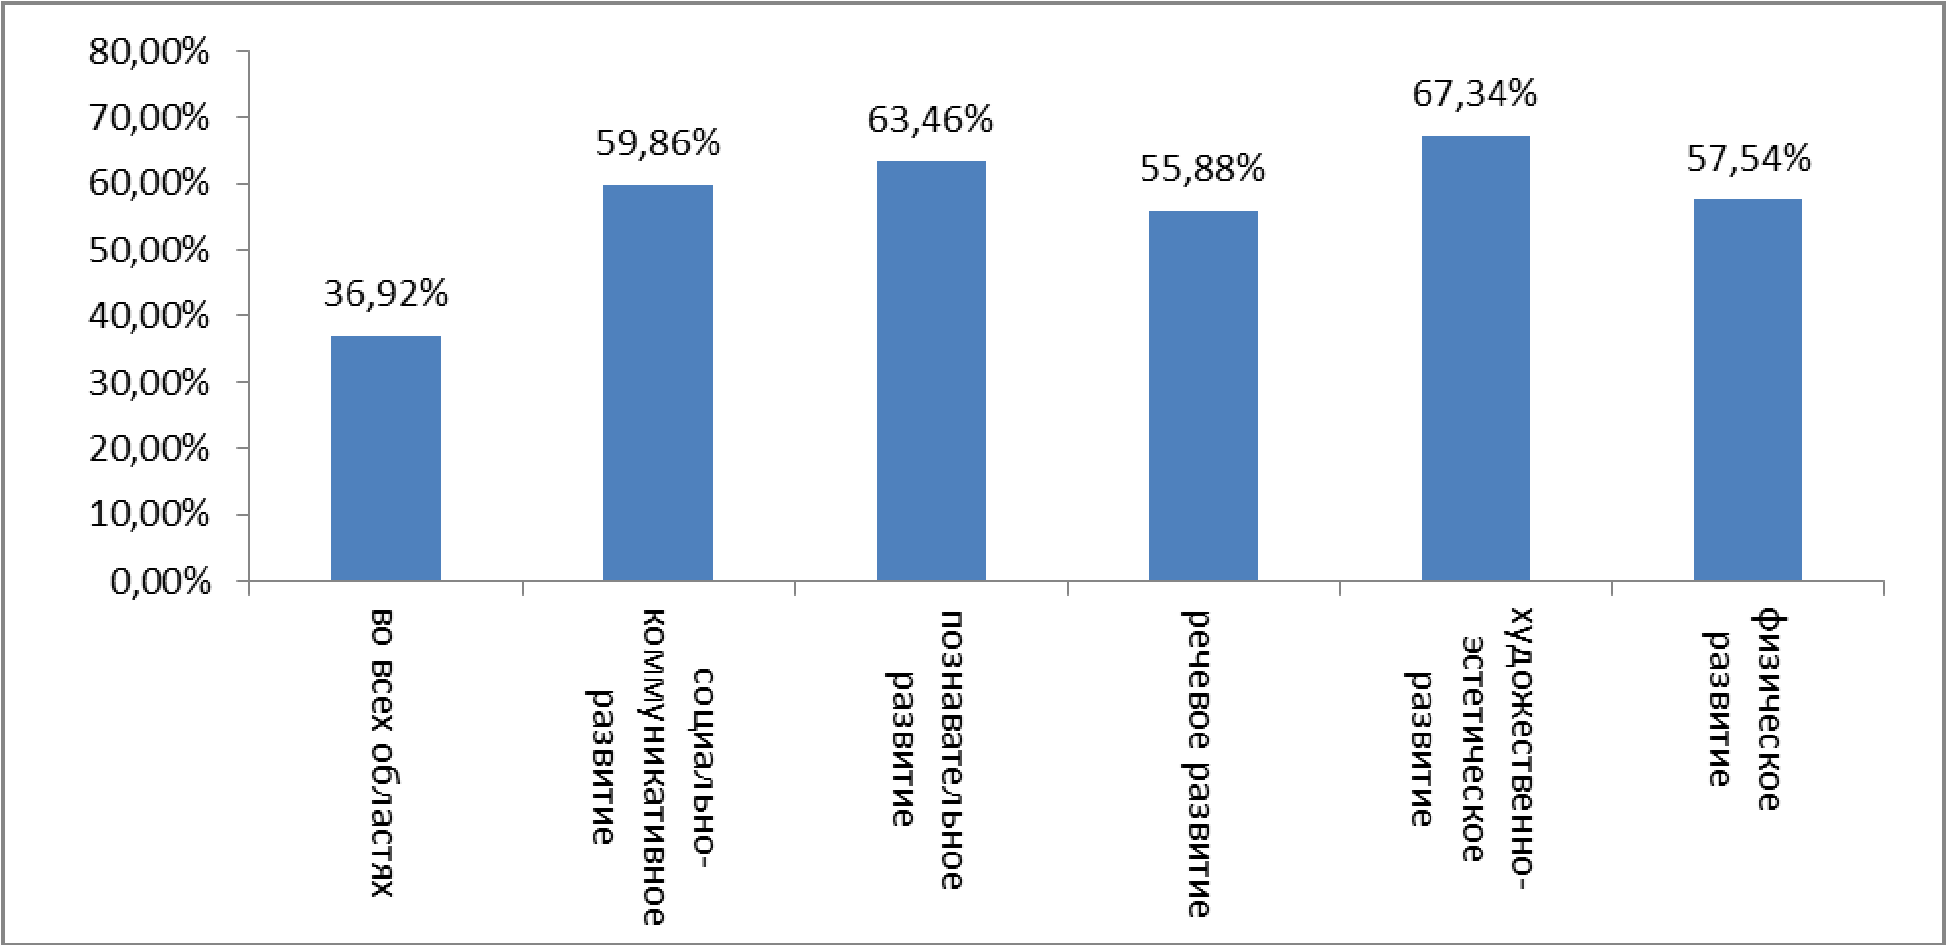 80,00%
70,00%
60,00%
50,00%
40,00%
30,00%
20,00%
10,00%
0,00%
36,92%
59,86%
63,46%
55,88%
67,34%
57,54%
во всех областях
социально-
коммуникативное
развитие
познавательное
развитие
речевое развитие
художественно-
эстетическое
развитие
физическое
развитие